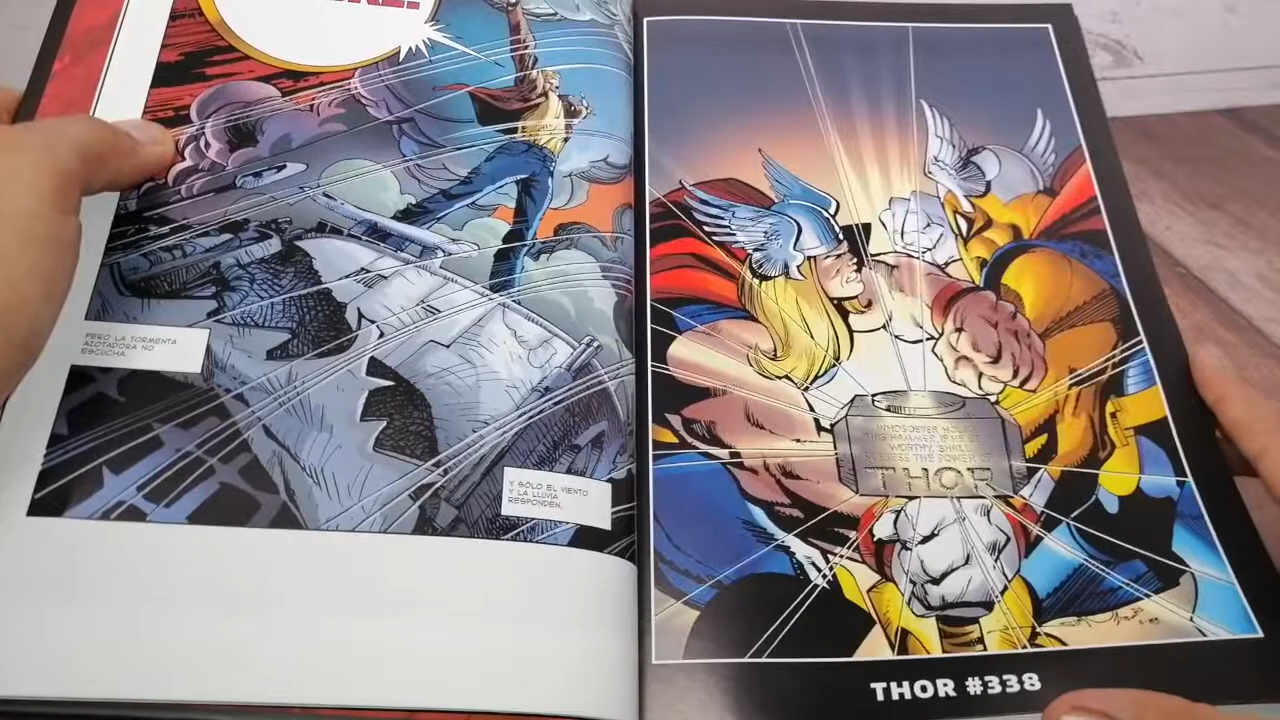 PERO LA TORMENTA
AZOTADORA NO
ESCUCHA.
Y SÓLO EL VIENTO
Y LA LLUVIA
RESPONDEN.
WHOSOEVER HOLDS
THIS HAMMER, IF HE BE
WORTHY, SHALL
POSSESS THE POWER OF
THOR
THOR #338